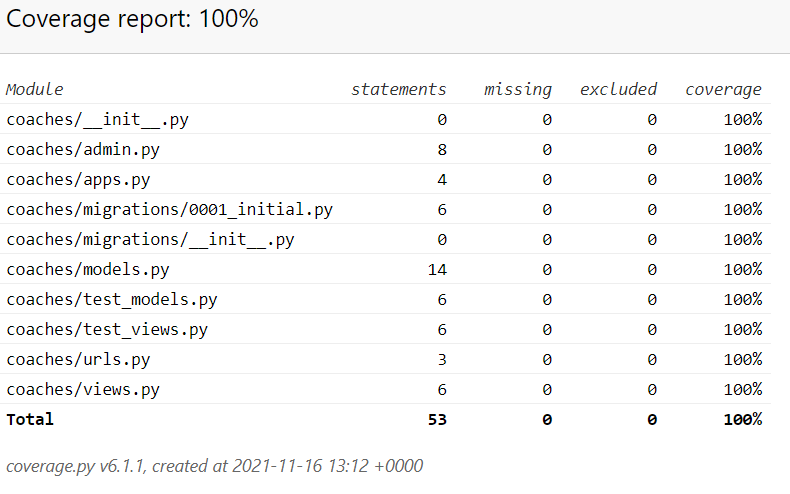 Coverage report: 100%
Module statements missing excluded coverage
coaches/__init__.py 0 0 0 100%
coaches/admin.py 8 0 0 100%
coaches/apps.py 4 0 0 100%
coaches/migrations/0001_initial.py 6 0 0 100%
coaches/migrations/__init__.py 0 0 0 100%
coaches/models.py 14 0 0 100%
coaches/test_models.py 6 0 0 100%
coaches/test_views.py 6 0 0 100%
coaches/urls.py 3 0 0 100%
coaches/views.py 6 0 0 100%
Total 53 0 0 100%
coverage.py v6.1.1, created at 2021-11-16 13:12 +0000